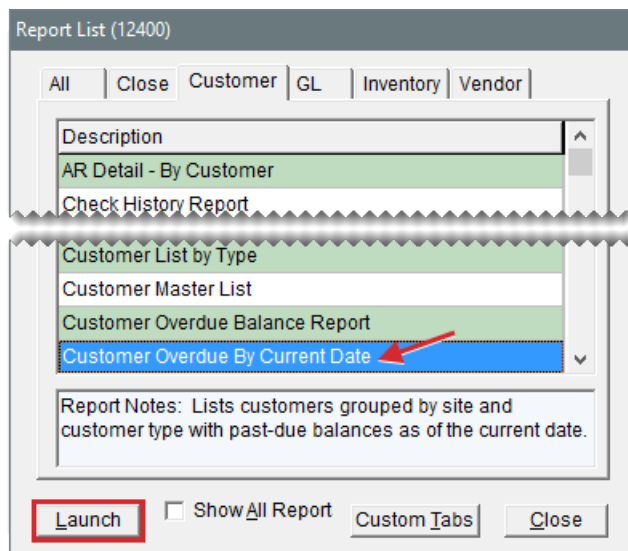 Report List (12400)
All Close Customer GL Inventory Vendor
Description
AR Detail - By Customer
Check History Report
Customer List by Type
Customer Master List
Customer Overdue Balance Report
Customer Overdue By Current Date
Report Notes: Lists customers grouped by site and
customer type with past-due balances as of the current date.
Launch Show All Report Custom Tabs Close